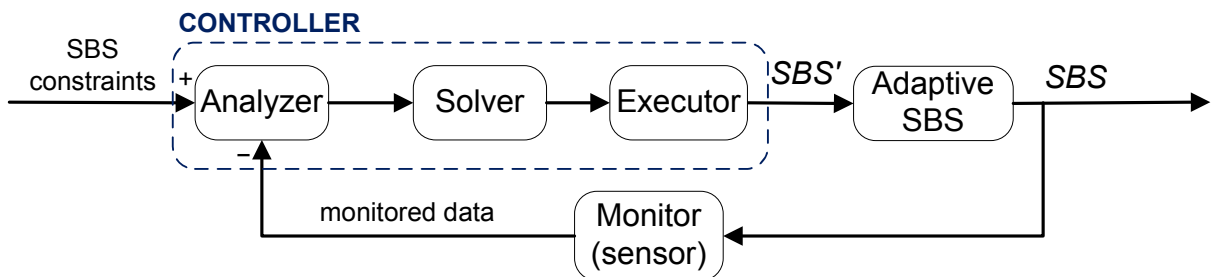 CONTROLLER
SBS
constraints
+
Analyzer
Solver
Executor
SBS'
Adaptive
SBS
SBS
−
monitored data
Monitor
(sensor)